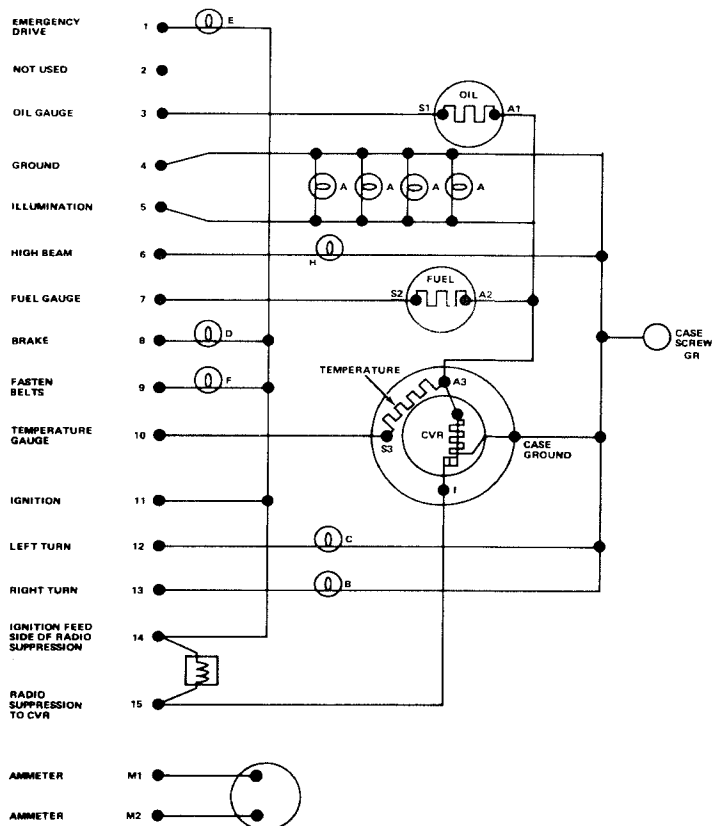 EMERGENCY
DRIVE
1
E
NOT USED
2
OIL GAUGE
3
S1
OIL
A1
GROUND
4
A
A
A
A
ILLUMINATION
5
HIGH BEAM
6
H
FUEL GAUGE
7
S2
FUEL
A2
BRAKE
8
D
CASE
SCREW
GR
FASTEN
BELTS
9
F
TEMPERATURE
A3
TEMPERATURE
GAUGE
10
S3
CVR
CASE
GROUND
I
IGNITION
11
LEFT TURN
12
C
RIGHT TURN
13
B
IGNITION FEED
SIDE OF RADIO
SUPPRESSION
14
RADIO
SUPPRESSION
TO CVR
15
AMMETER
M1
AMMETER
M2